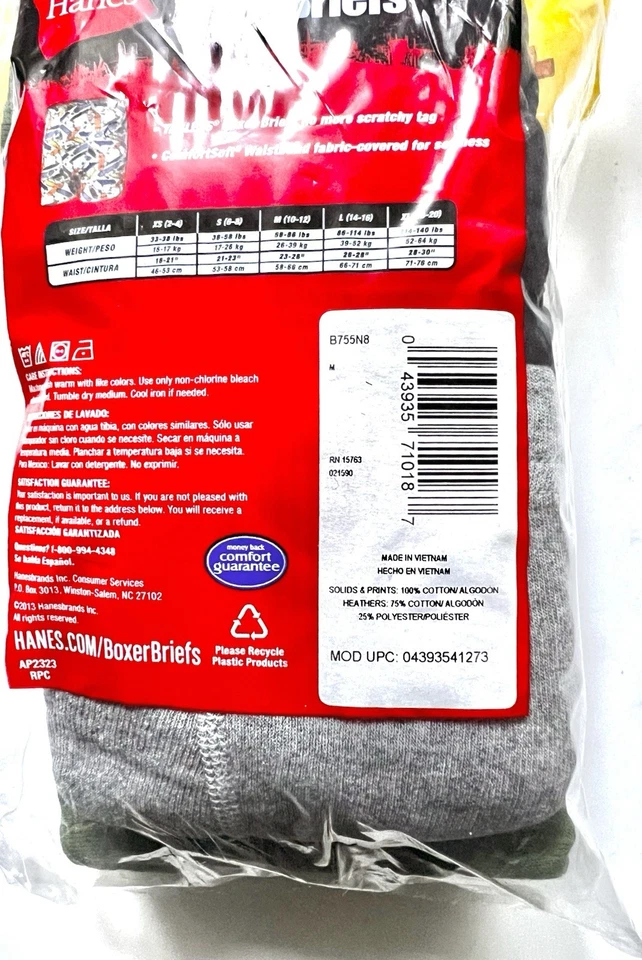 Hanes
briefs
Brief no more scratchy tag
• ComfortSoft® Waistband fabric-covered for softness
SIZE/TALLA XS (2-4) S (6-8) M (10-12) L (14-16)
WEIGHT/PESO 33-38 lbs 38-58 lbs 58-86 lbs 86-114 lbs 114-140 lbs
15-17 kg 17-26 kg 26-39 kg 39-52 kg 52-64 kg
WAIST/CINTURA 18-21" 21-23" 23-26" 26-28" 28-30"
46-53 cm 53-58 cm 58-66 cm 66-71 cm 71-76 cm
CARE INSTRUCTIONS:
warm with like colors. Use only non-chlorine bleach
Tumble dry medium. Cool iron if needed.
DE LAVADO:
en máquina con agua tibia, con colores similares. Sólo usar
sin cloro cuando se necesite. Secar en máquina a
temperatura media. Planchar a temperatura baja si se necesita.
Para Mexico: Lavar con detergente. No exprimir.
SATISFACTION GUARANTEE:
Your satisfaction is important to us. If you are not pleased with
this product, return it to the address below. You will receive a
replacement, if available, or a refund.
SATISFACCIÓN GARANTIZADA
Questions? 1-800-994-4348
Se habla Español.
Hanesbrands Inc. Consumer Services
P.O. Box 3013, Winston-Salem, NC 27102
©2013 Hanesbrands Inc.
All rights reserved.
HANES.COM/BoxerBriefs
AP2323
RPC
money back
comfort
guarantee
Please Recycle
Plastic Products
B755N8
M
RN 15763
021590
0 43935 71018 7
MADE IN VIETNAM
HECHO EN VIETNAM
SOLIDS & PRINTS: 100% COTTON/ ALGODON
HEATHERS: 75% COTTON/ ALGODÓN
25% POLYESTER/POLIÉSTER
MOD UPC: 04393541273